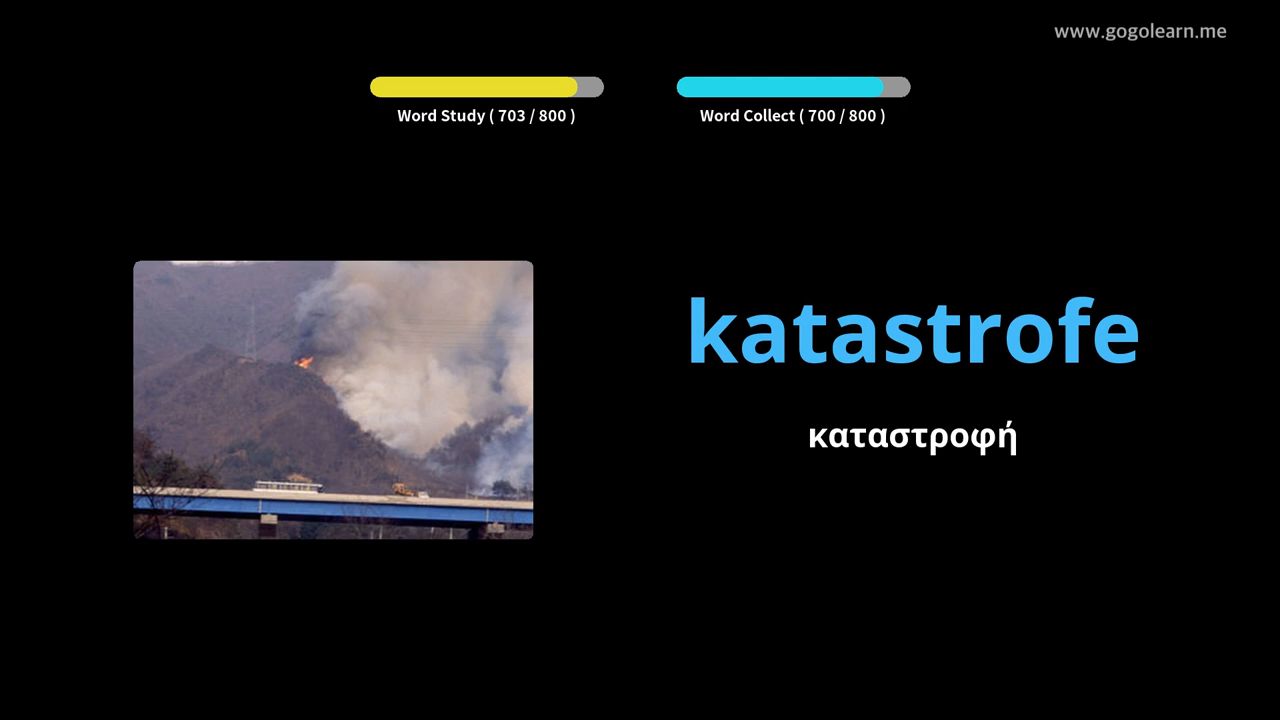 www.gogolearn.me
Word Study ( 703 / 800 )
Word Collect ( 700 / 800 )
katastrofe
καταστροφή